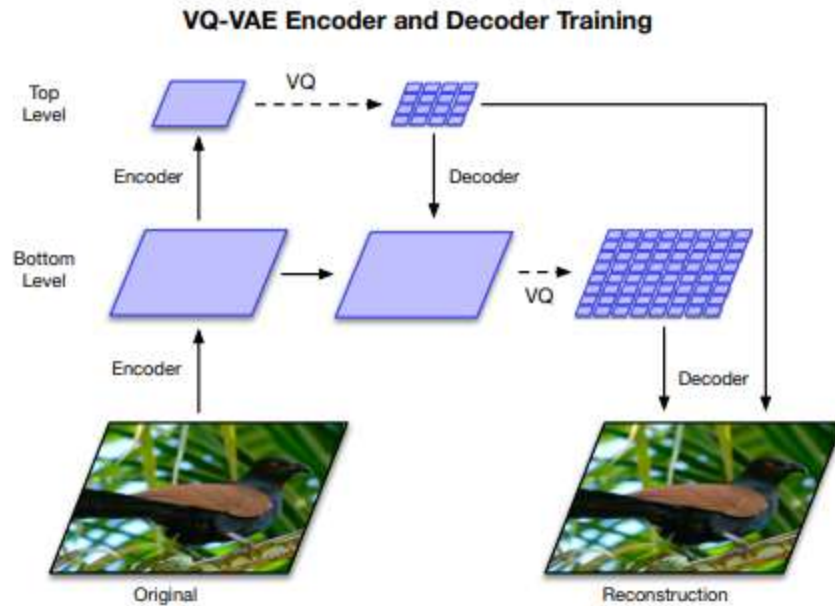 VQ-VAE Encoder and Decoder Training
VQ
Top
Level
Encoder
Decoder
Bottom
Level
VQ
Encoder
Decoder
Original
Reconstruction